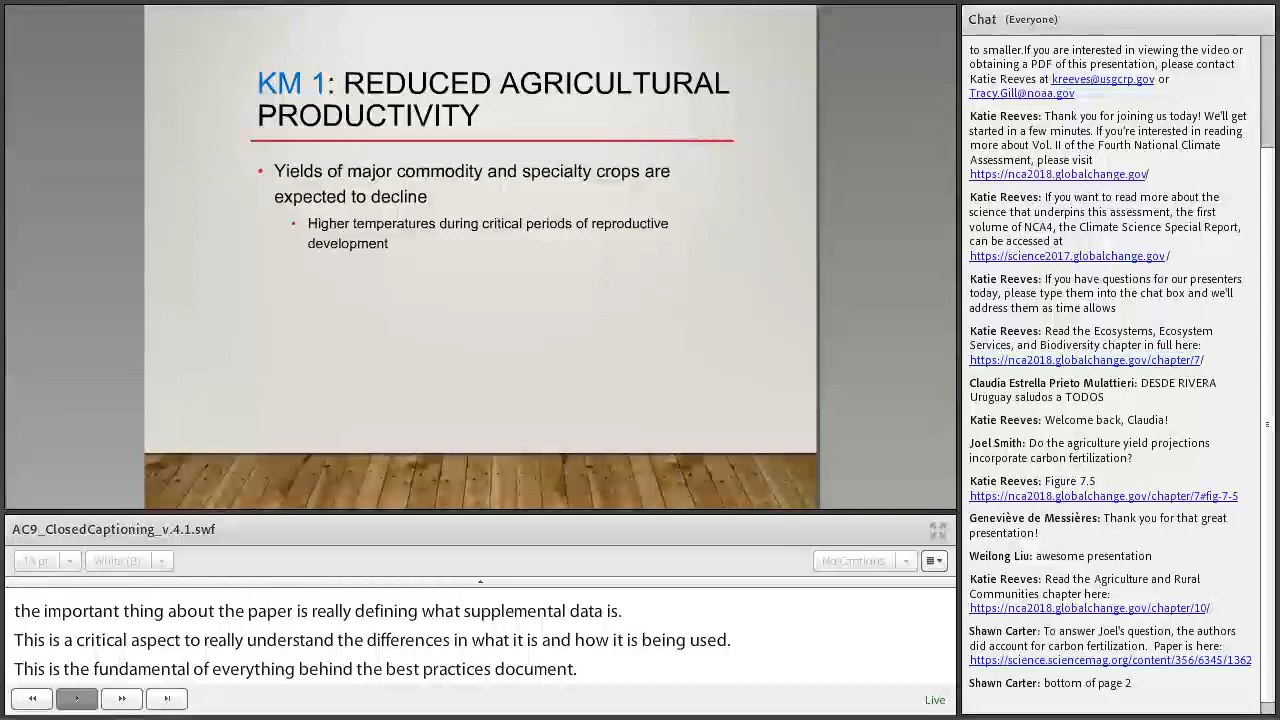 KM 1: REDUCED AGRICULTURAL
PRODUCTIVITY
• Yields of major commodity and specialty crops are
expected to decline
• Higher temperatures during critical periods of reproductive
development
AC9_ClosedCaptioning_v.4.1.swf
White (B)
No Captions
the important thing about the paper is really defining what supplemental data is.
This is a critical aspect to really understand the differences in what it is and how it is being used.
This is the fundamental of everything behind the best practices document.
Live
Chat (Everyone)
to smaller.If you are interested in viewing the video or
obtaining a PDF of this presentation, please contact
Katie Reeves at kreeves@usgcrp.gov or
Tracy.Gill@noaa.gov
Katie Reeves: Thank you for joining us today! We'll get
started in a few minutes. If you're interested in reading
more about Vol. II of the Fourth National Climate
Assessment, please visit
https://nca2018.globalchange.gov/
Katie Reeves: If you want to read more about the
science that underpins this assessment, the first
volume of NCA4, the Climate Science Special Report,
can be accessed at
https://science2017.globalchange.gov/
Katie Reeves: If you have questions for our presenters
today, please type them into the chat box and we'll
address them as time allows
Katie Reeves: Read the Ecosystems, Ecosystem
Services, and Biodiversity chapter in full here:
https://nca2018.globalchange.gov/chapter/7/
Claudia Estrella Prieto Mulattieri: DESDE RIVERA
Uruguay saludos a TODOS
Katie Reeves: Welcome back, Claudia!
Joel Smith: Do the agriculture yield projections
incorporate carbon fertilization?
Katie Reeves: Figure 7.5
https://nca2018.globalchange.gov/chapter/7#fig-7-5
Geneviève de Messières: Thank you for that great
presentation!
Weilong Liu: awesome presentation
Katie Reeves: Read the Agriculture and Rural
Communities chapter here:
https://nca2018.globalchange.gov/chapter/10/
Shawn Carter: To answer Joel's question, the authors
did account for carbon fertilization. Paper is here:
https://science.sciencemag.org/content/356/6345/1362
Shawn Carter: bottom of page 2